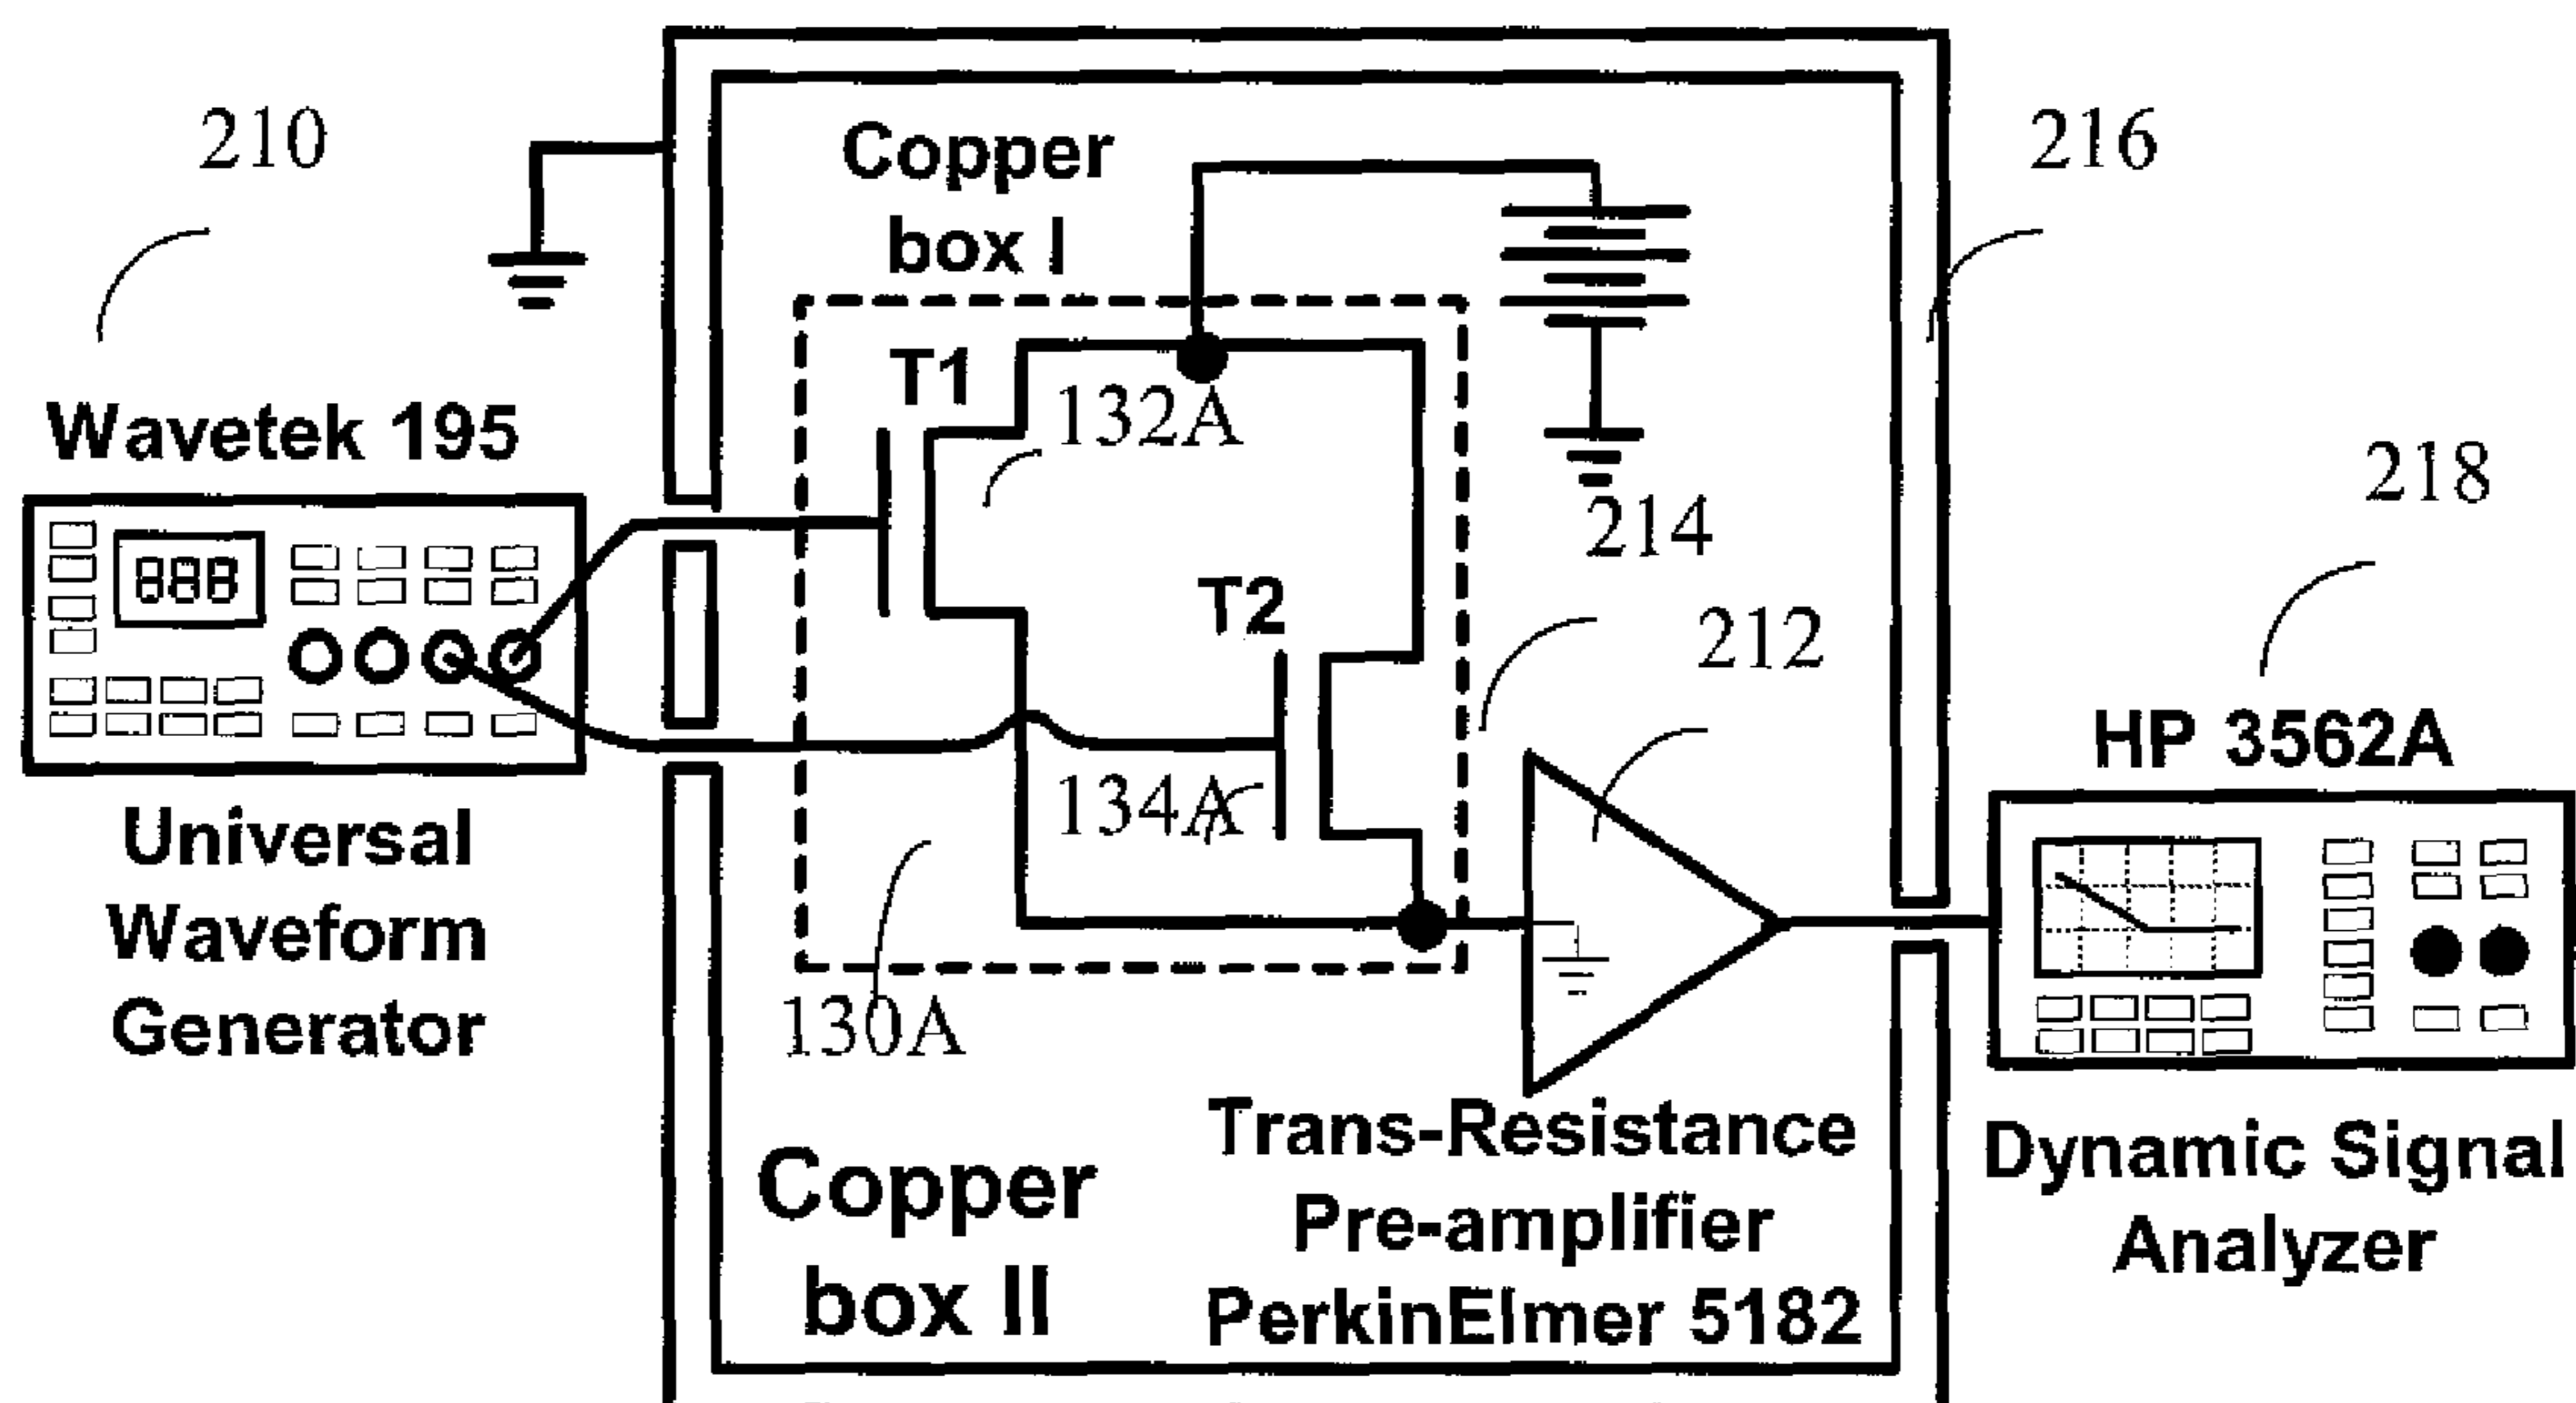 210
Wavetek 195
888
Universal
Waveform
Generator
Copper
box I
T1
132A
T2
134A
130A
214
212
216
218
Copper
box II
Trans-Resistance
Pre-amplifier
PerkinElmer 5182
HP 3562A
Dynamic Signal
Analyzer